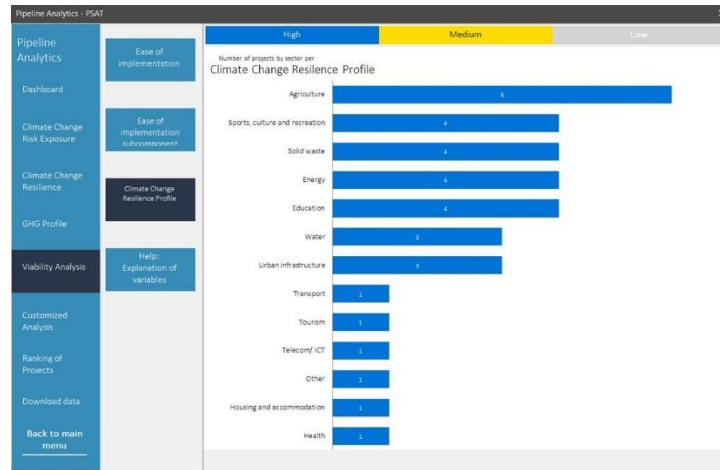 Pipeline Analytics - PSAT
Pipeline
Analytics
Dashboard
Climate Change
Risk Exposure
Climate Change
Resilience
GHG Profile
Viability Analysis
Customized
Analysis
Ranking of
Projects
Download data
Back to main
menu
Ease of
implementation
Ease of
implementation
subcomponent
Climate Change
Resilience Profile
Help:
Explanation of
variables
High
Medium
Low
Number of projects by sector per
Climate Change Resilence Profile
Agriculture 6
Sports, culture and recreation 4
Solid waste 4
Energy 4
Education 4
Water 3
Urban infrastructure 3
Transport 1
Tourism 1
Telecom/ ICT 1
Other 1
Housing and accommodation 1
Health 1